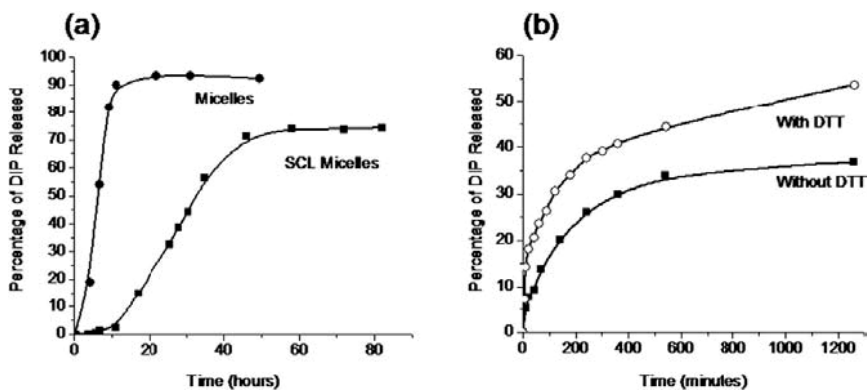 (a)
Percentage of DIP Released
100
90
80
70
60
50
40
30
20
10
0
Micelles
SCL Micelles
0 20 40 60 80
Time (hours)
(b)
Percentage of DIP Released
60
50
40
30
20
10
0
With DTT
Without DTT
0 200 400 600 800 1000 1200
Time (minutes)